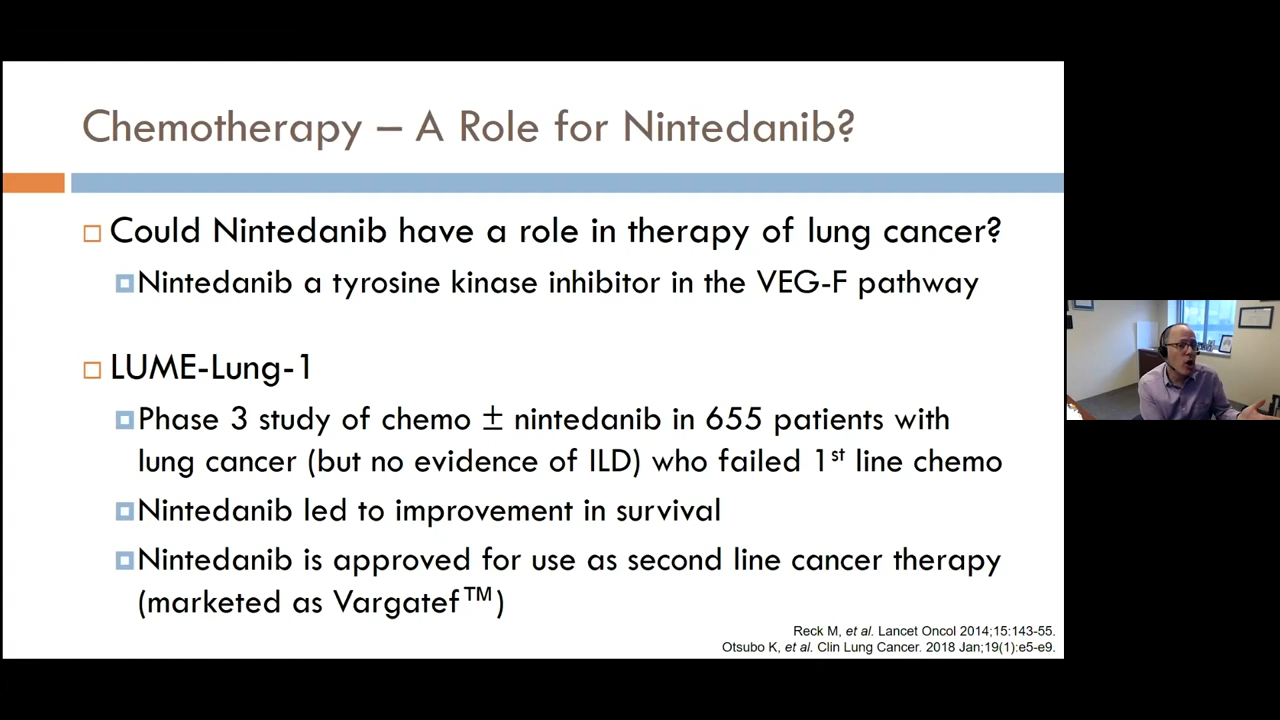 Chemotherapy – A Role for Nintedanib?
Could Nintedanib have a role in therapy of lung cancer?
Nintedanib a tyrosine kinase inhibitor in the VEG-F pathway
LUME-Lung-1
Phase 3 study of chemo ± nintedanib in 655 patients with
lung cancer (but no evidence of ILD) who failed 1st line chemo
Nintedanib led to improvement in survival
Nintedanib is approved for use as second line cancer therapy
(marketed as Vargatef™)
Reck M, et al. Lancet Oncol 2014;15:143-55.
Otsubo K, et al. Clin Lung Cancer. 2018 Jan;19(1):e5-e9.